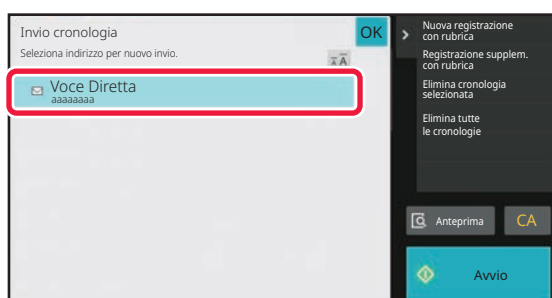 Invio cronologia
OK
Seleziona indirizzo per nuovo invio.
Voce Diretta
aaaaaaaa
Nuova registrazione
con rubrica
Registrazione supplem.
con rubrica
Elimina cronologia
selezionata
Elimina tutte
le cronologie
Anteprima
CA
Avvio